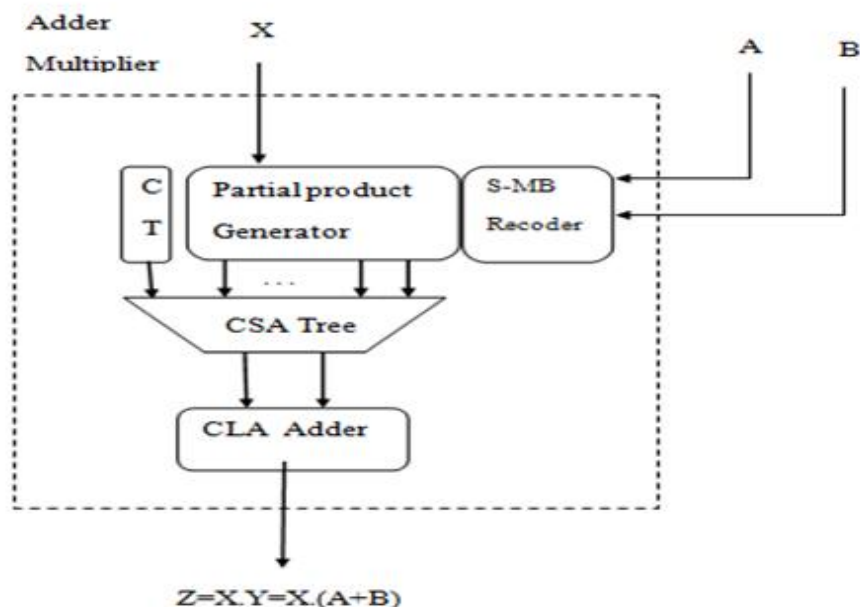 Adder
Multiplier
X
A
B
C
T
Partial product
Generator
S-MB
Recoder
...
CSA Tree
CLA Adder
Z=X.Y=X.(A+B)